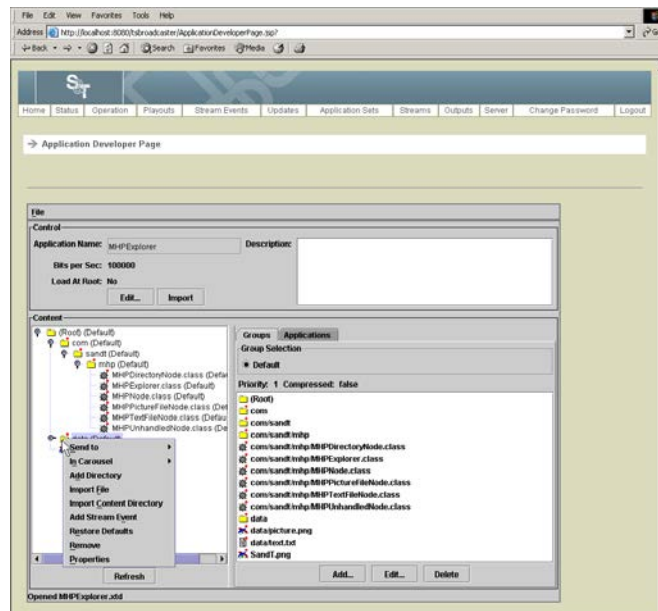 File Edit View Favorites Tools Help
Address http://localhost:8080/tsbroadcaster/ApplicationDeveloperPage.jsp?
Back Search Favorites Media
S&T
Home Status Operation Playouts Stream Events Updates Application Sets Streams Outputs Server Change Password Logout
Application Developer Page
File
Control
Application Name: MHPExplorer Description:
Bits per Sec: 100000
Load At Root: No
Edit... Import
Content
(Root) (Default)
com (Default)
sandt (Default)
mhp (Default)
MHPDirectoryNode.class (Defau
MHPExplorer.class (Default)
MHPNode.class (Default)
MHPPictureFileNode.class (Def
MHPTextFileNode.class (Defau
MHPUnhandledNode.class (De
data (Default)
Send to
In Carousel
Add Directory
Import File
Import Content Directory
Add Stream Event
Restore Defaults
Remove
Properties
Refresh
Groups Applications
Group Selection
Default
Priority: 1 Compressed: false
(Root)
com
com/sandt
com/sandt/mhp
com/sandt/mhp/MHPDirectoryNode.class
com/sandt/mhp/MHPExplorer.class
com/sandt/mhp/MHPNode.class
com/sandt/mhp/MHPPictureFileNode.class
com/sandt/mhp/MHPTextFileNode.class
com/sandt/mhp/MHPUnhandledNode.class
data
data/picture.png
data/text.txt
SandT.png
Add... Edit... Delete
Opened MHPExplorer.xtd